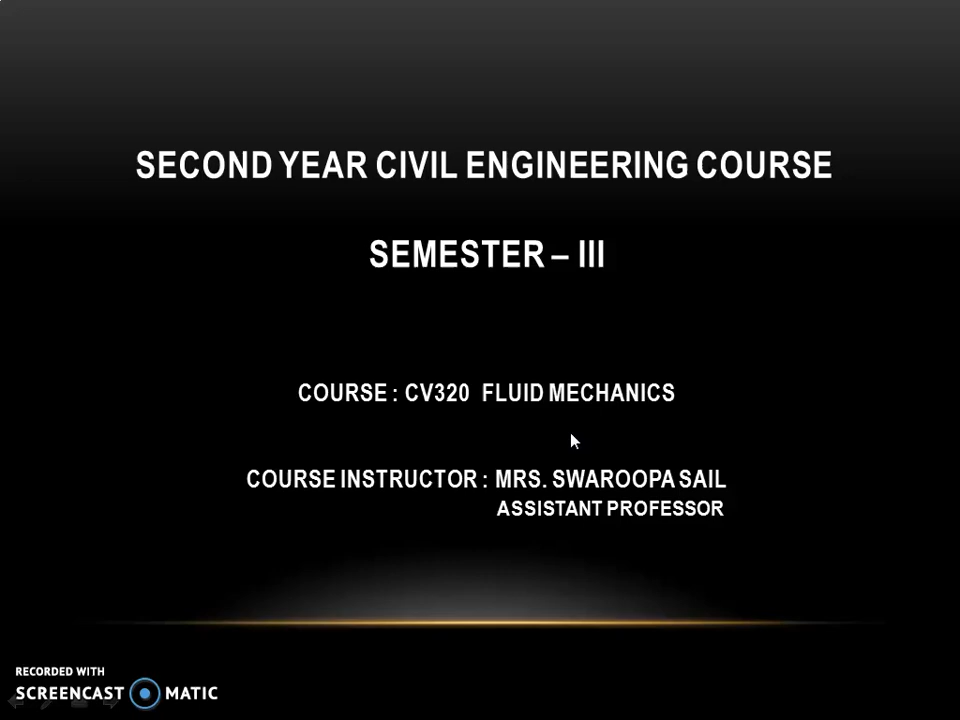 SECOND YEAR CIVIL ENGINEERING COURSE
SEMESTER – III
COURSE : CV320 FLUID MECHANICS
COURSE INSTRUCTOR : MRS. SWAROOPA SAIL
ASSISTANT PROFESSOR
RECORDED WITH
SCREENCAST MATIC